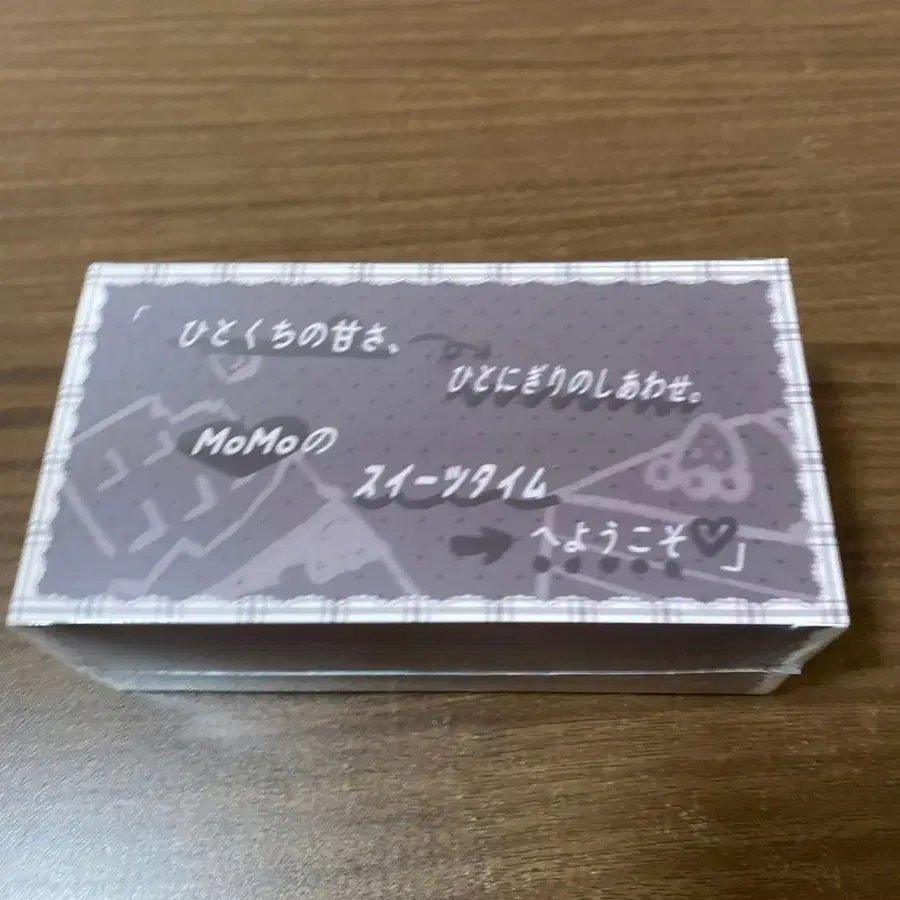 「ひとくちの甘さ、
ひとにぎりのしあわせ。
MoMoの
スイーツタイム
へようこそ♡」